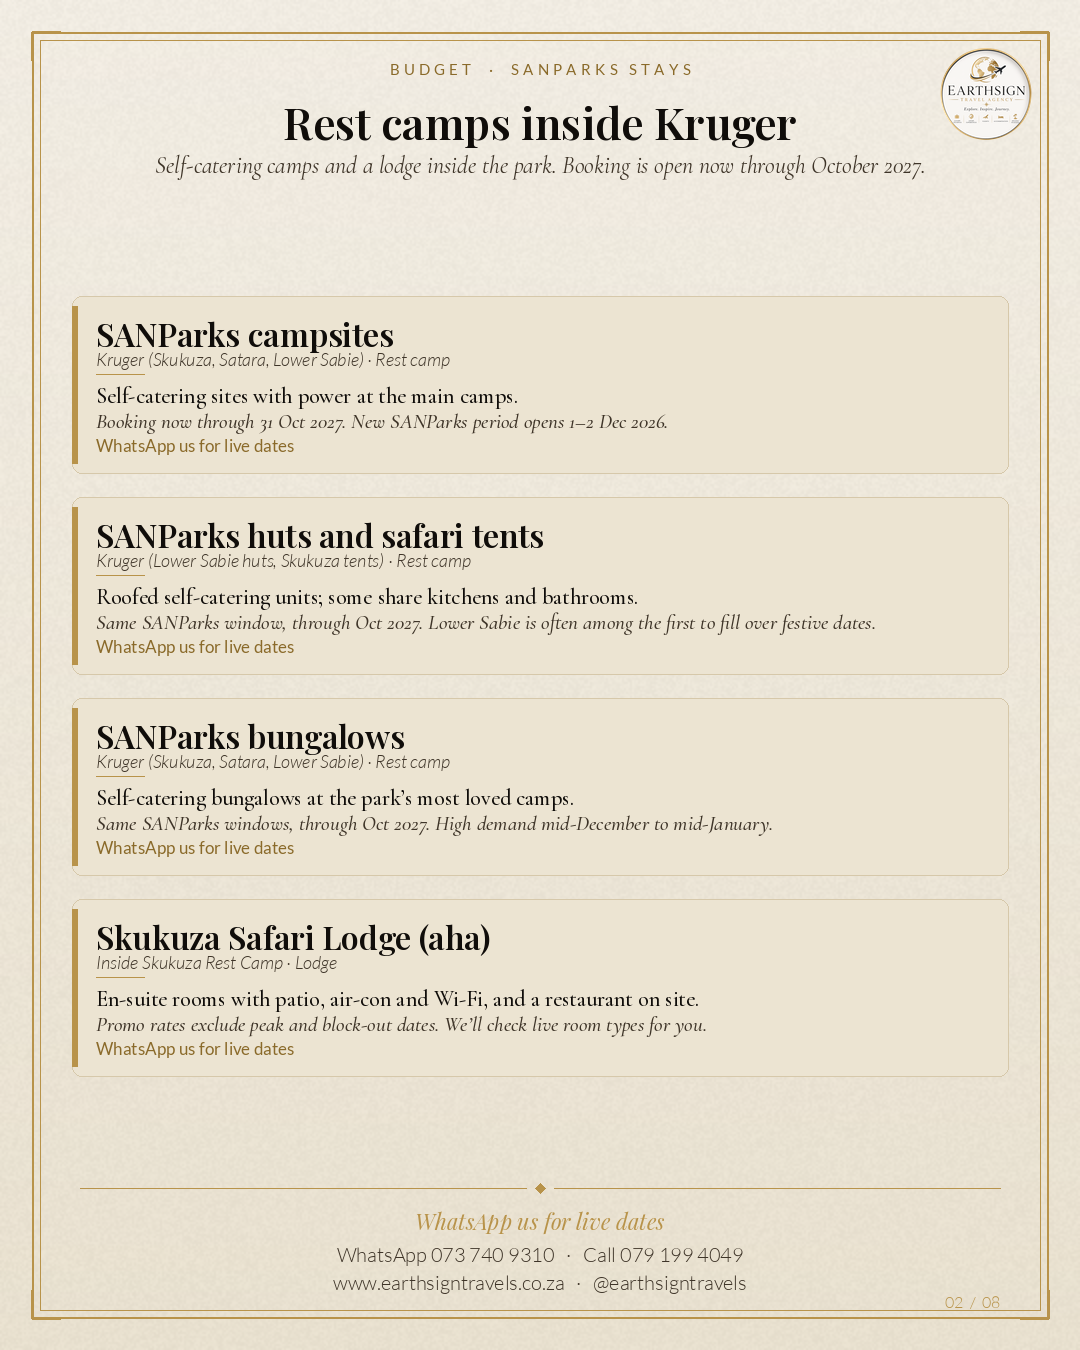 BUDGET · SANPARKS STAYS
EARTHSIGN
TRAVEL AGENCY
Explore. Inspire. Journey.
Rest camps inside Kruger
Self-catering camps and a lodge inside the park. Booking is open now through October 2027.
SANParks campsites
Kruger (Skukuza, Satara, Lower Sabie) · Rest camp
Self-catering sites with power at the main camps.
Booking now through 31 Oct 2027. New SANParks period opens 1–2 Dec 2026.
WhatsApp us for live dates
SANParks huts and safari tents
Kruger (Lower Sabie huts, Skukuza tents) · Rest camp
Roofed self-catering units; some share kitchens and bathrooms.
Same SANParks window, through Oct 2027. Lower Sabie is often among the first to fill over festive dates.
WhatsApp us for live dates
SANParks bungalows
Kruger (Skukuza, Satara, Lower Sabie) · Rest camp
Self-catering bungalows at the park’s most loved camps.
Same SANParks windows, through Oct 2027. High demand mid-December to mid-January.
WhatsApp us for live dates
Skukuza Safari Lodge (aha)
Inside Skukuza Rest Camp · Lodge
En-suite rooms with patio, air-con and Wi-Fi, and a restaurant on site.
Promo rates exclude peak and block-out dates. We’ll check live room types for you.
WhatsApp us for live dates
WhatsApp us for live dates
WhatsApp 073 740 9310 · Call 079 199 4049
www.earthsigntravels.co.za · @earthsigntravels
02 / 08